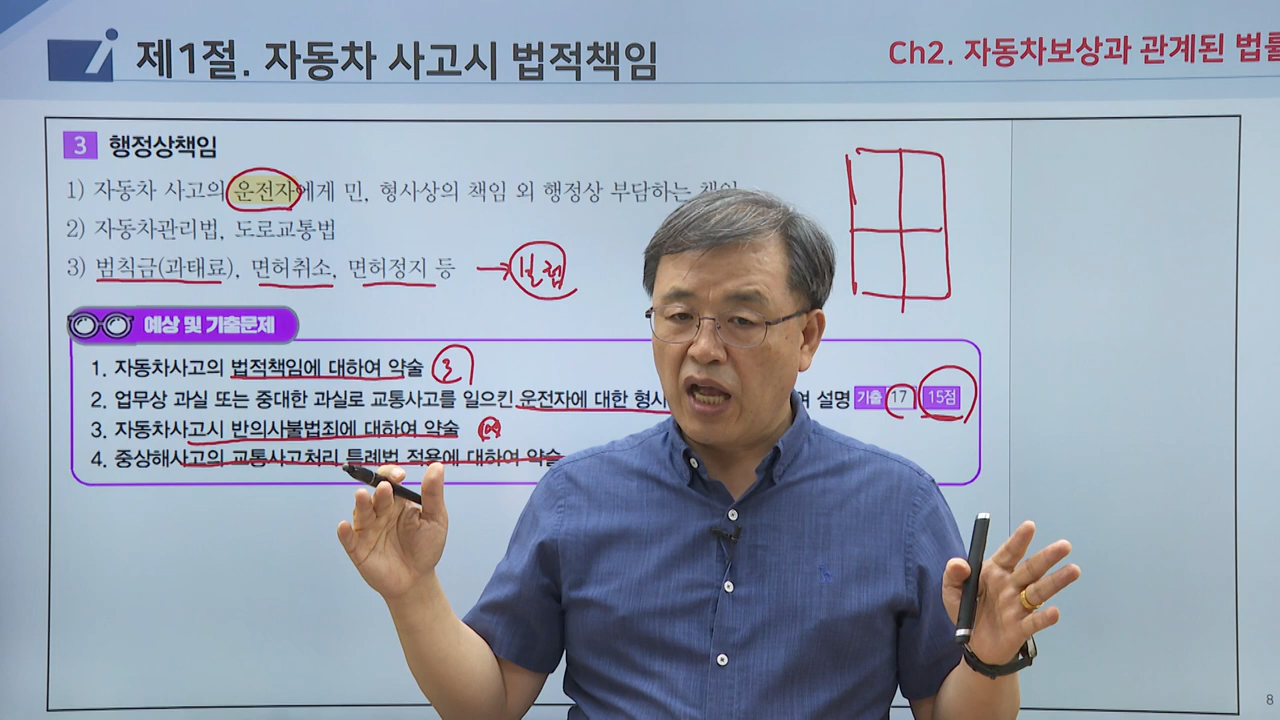 제1절. 자동차 사고시 법적책임
Ch2. 자동차보상과 관계된 법률
3 행정상책임
1) 자동차 사고의 운전자에게 민, 형사상의 책임 외 행정상 부담하는 책임
2) 자동차관리법, 도로교통법
3) 범칙금(과태료), 면허취소, 면허정지 등
예상 및 기출문제
1. 자동차사고의 법적책임에 대하여 약술
2. 업무상 과실 또는 중대한 과실로 교통사고를 일으킨 운전자에 대한 형사 여 설명 기출 17 15점
3. 자동차사고시 반의사불법죄에 대하여 약술
4. 중상해사고의 교통사고처리 특례법 적용에 대하여 약술
8